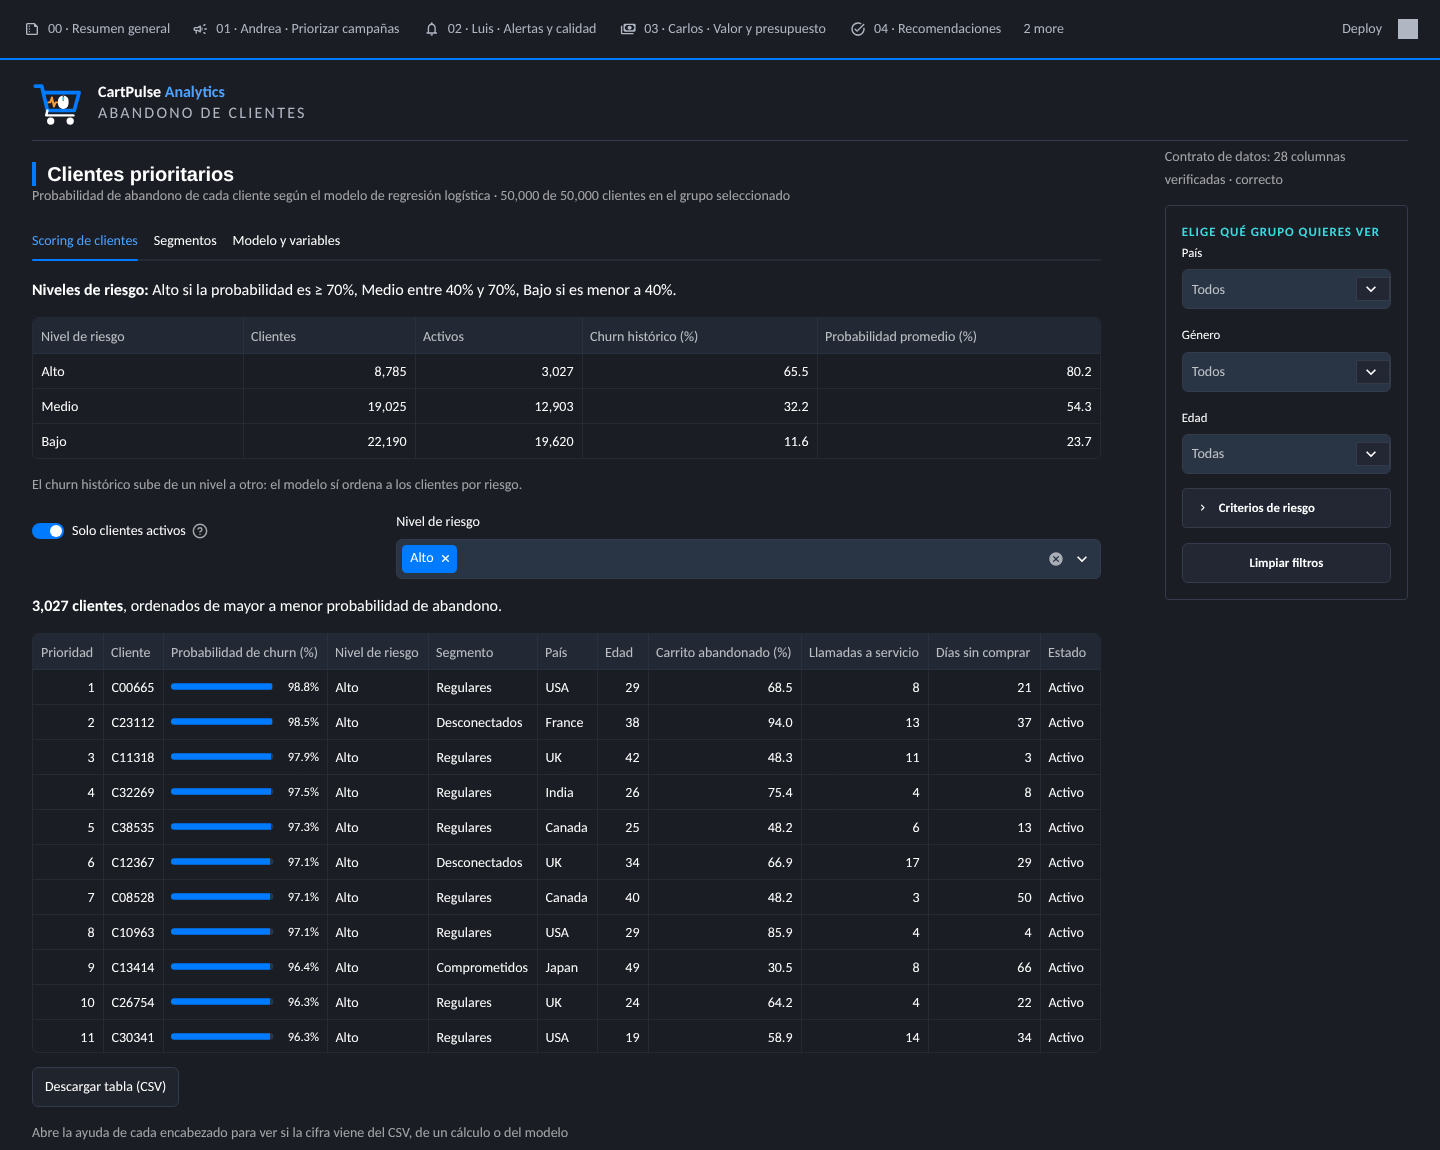 00 · Resumen general 01 · Andrea · Priorizar campañas 02 · Luis · Alertas y calidad 03 · Carlos · Valor y presupuesto 04 · Recomendaciones 2 more Deploy
CartPulse Analytics
ABANDONO DE CLIENTES
Clientes prioritarios
Probabilidad de abandono de cada cliente según el modelo de regresión logística · 50,000 de 50,000 clientes en el grupo seleccionado
Scoring de clientes Segmentos Modelo y variables
Niveles de riesgo: Alto si la probabilidad es ≥ 70%, Medio entre 40% y 70%, Bajo si es menor a 40%.
Nivel de riesgo Clientes Activos Churn histórico (%) Probabilidad promedio (%)
Alto 8,785 3,027 65.5 80.2
Medio 19,025 12,903 32.2 54.3
Bajo 22,190 19,620 11.6 23.7
El churn histórico sube de un nivel a otro: el modelo sí ordena a los clientes por riesgo.
Solo clientes activos
Nivel de riesgo
Alto
3,027 clientes, ordenados de mayor a menor probabilidad de abandono.
Prioridad Cliente Probabilidad de churn (%) Nivel de riesgo Segmento País Edad Carrito abandonado (%) Llamadas a servicio Días sin comprar Estado
1 C00665 98.8% Alto Regulares USA 29 68.5 8 21 Activo
2 C23112 98.5% Alto Desconectados France 38 94.0 13 37 Activo
3 C11318 97.9% Alto Regulares UK 42 48.3 11 3 Activo
4 C32269 97.5% Alto Regulares India 26 75.4 4 8 Activo
5 C38535 97.3% Alto Regulares Canada 25 48.2 6 13 Activo
6 C12367 97.1% Alto Desconectados UK 34 66.9 17 29 Activo
7 C08528 97.1% Alto Regulares Canada 40 48.2 3 50 Activo
8 C10963 97.1% Alto Regulares USA 29 85.9 4 4 Activo
9 C13414 96.4% Alto Comprometidos Japan 49 30.5 8 66 Activo
10 C26754 96.3% Alto Regulares UK 24 64.2 4 22 Activo
11 C30341 96.3% Alto Regulares USA 19 58.9 14 34 Activo
Descargar tabla (CSV)
Abre la ayuda de cada encabezado para ver si la cifra viene del CSV, de un cálculo o del modelo
Contrato de datos: 28 columnas
verificadas · correcto
ELIGE QUÉ GRUPO QUIERES VER
País
Todos
Género
Todos
Edad
Todas
Criterios de riesgo
Limpiar filtros